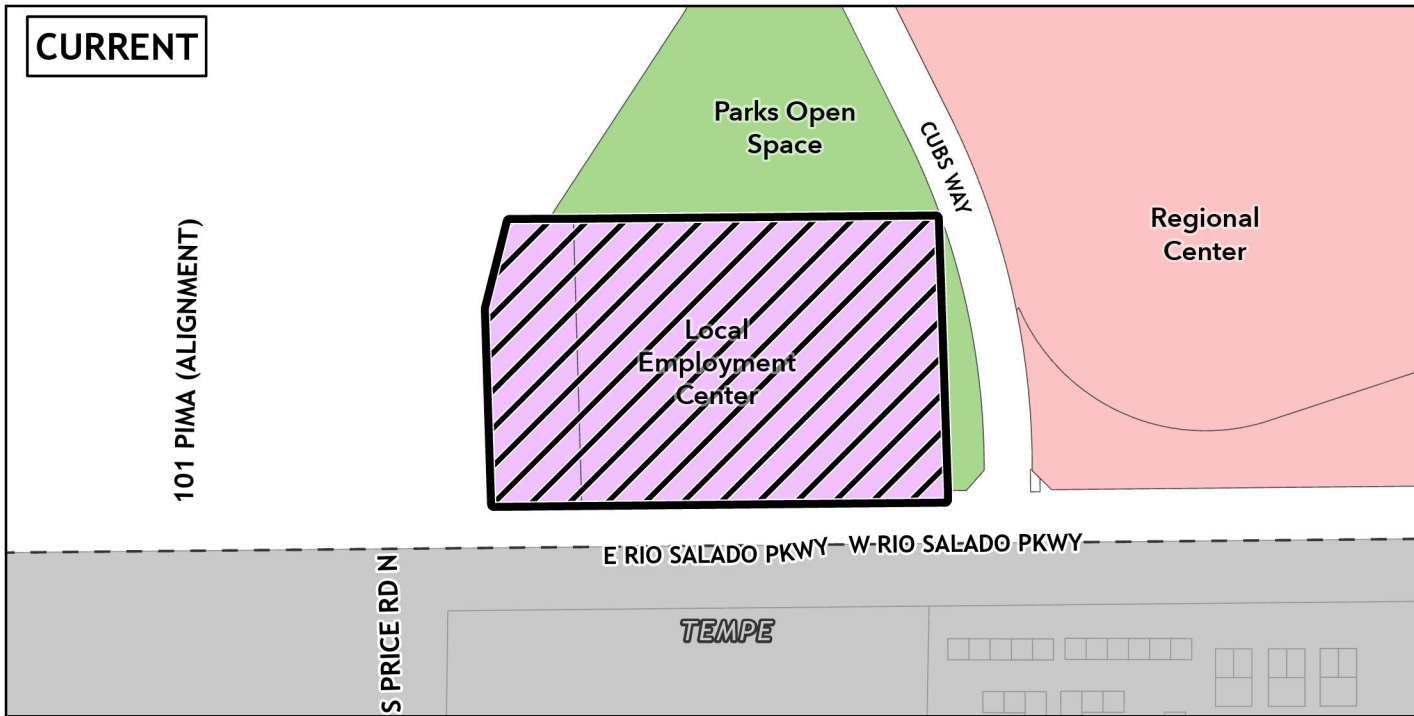 CURRENT
Parks Open
Space
CUBS WAY
Regional
Center
101 PIMA (ALIGNMENT)
Local
Employment
Center
E RIO SALADO PKWY
W RIO SALADO PKWY
S PRICE RD N
TEMPE